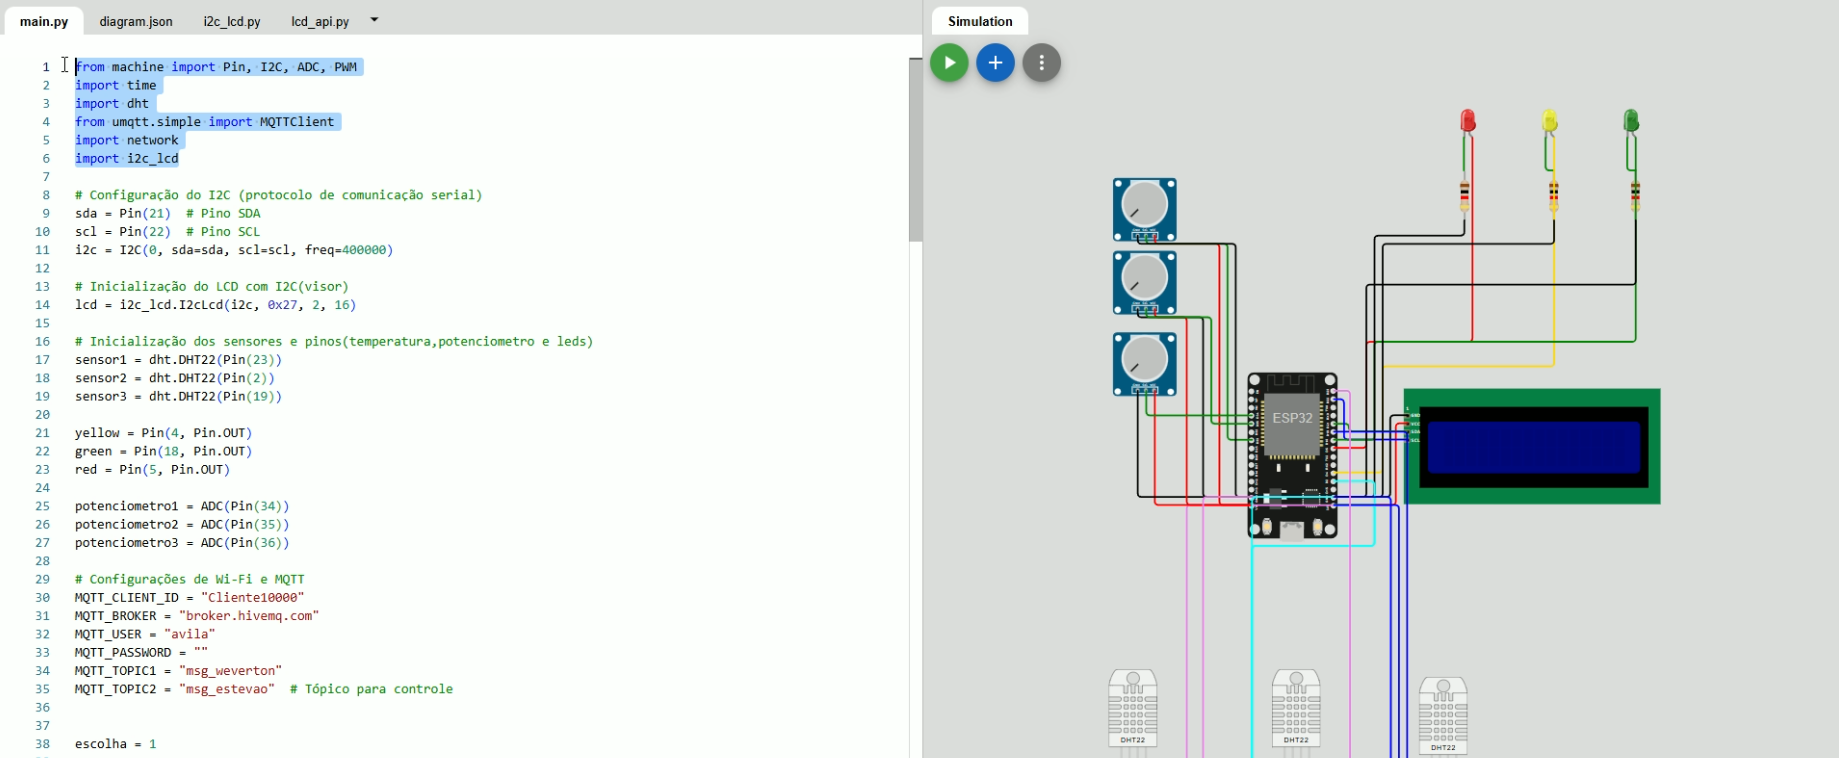 main.py diagram.json i2c_lcd.py lcd_api.py
Simulation
1 from machine import Pin, I2C, ADC, PWM
2 import time
3 import dht
4 from umqtt.simple import MQTTClient
5 import network
6 import i2c_lcd
7
8 # Configuração do I2C (protocolo de comunicação serial)
9 sda = Pin(21)  # Pino SDA
10 scl = Pin(22)  # Pino SCL
11 i2c = I2C(0, sda=sda, scl=scl, freq=400000)
12
13 # Inicialização do LCD com I2C(visor)
14 lcd = i2c_lcd.I2cLcd(i2c, 0x27, 2, 16)
15
16 # Inicialização dos sensores e pinos(temperatura,potenciometro e leds)
17 sensor1 = dht.DHT22(Pin(23))
18 sensor2 = dht.DHT22(Pin(2))
19 sensor3 = dht.DHT22(Pin(19))
20
21 yellow = Pin(4, Pin.OUT)
22 green = Pin(18, Pin.OUT)
23 red = Pin(5, Pin.OUT)
24
25 potenciometro1 = ADC(Pin(34))
26 potenciometro2 = ADC(Pin(35))
27 potenciometro3 = ADC(Pin(36))
28
29 # Configurações de Wi-Fi e MQTT
30 MQTT_CLIENT_ID = "Cliente10000"
31 MQTT_BROKER = "broker.hivemq.com"
32 MQTT_USER = "avila"
33 MQTT_PASSWORD = ""
34 MQTT_TOPIC1 = "msg_weverton"
35 MQTT_TOPIC2 = "msg_estevao"  # Tópico para controle
36
37
38 escolha = 1
ESP32
DHT22
DHT22
DHT22